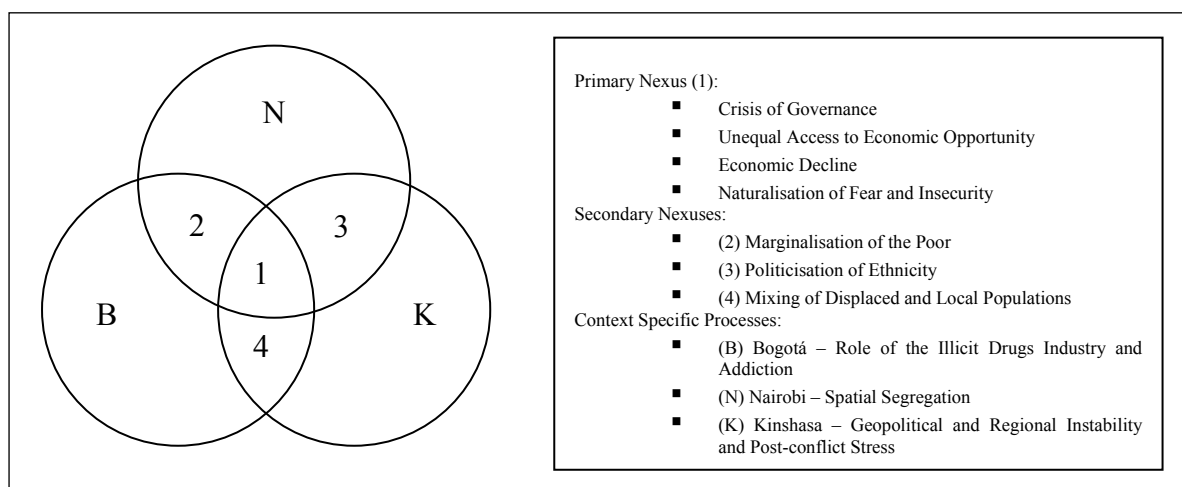 N
2
3
1
B
K
4
Primary Nexus (1):
▪ Crisis of Governance
▪ Unequal Access to Economic Opportunity
▪ Economic Decline
▪ Naturalisation of Fear and Insecurity
Secondary Nexuses:
▪ (2) Marginalisation of the Poor
▪ (3) Politicisation of Ethnicity
▪ (4) Mixing of Displaced and Local Populations
Context Specific Processes:
▪ (B) Bogotá – Role of the Illicit Drugs Industry and
Addiction
▪ (N) Nairobi – Spatial Segregation
▪ (K) Kinshasa – Geopolitical and Regional Instability
and Post-conflict Stress